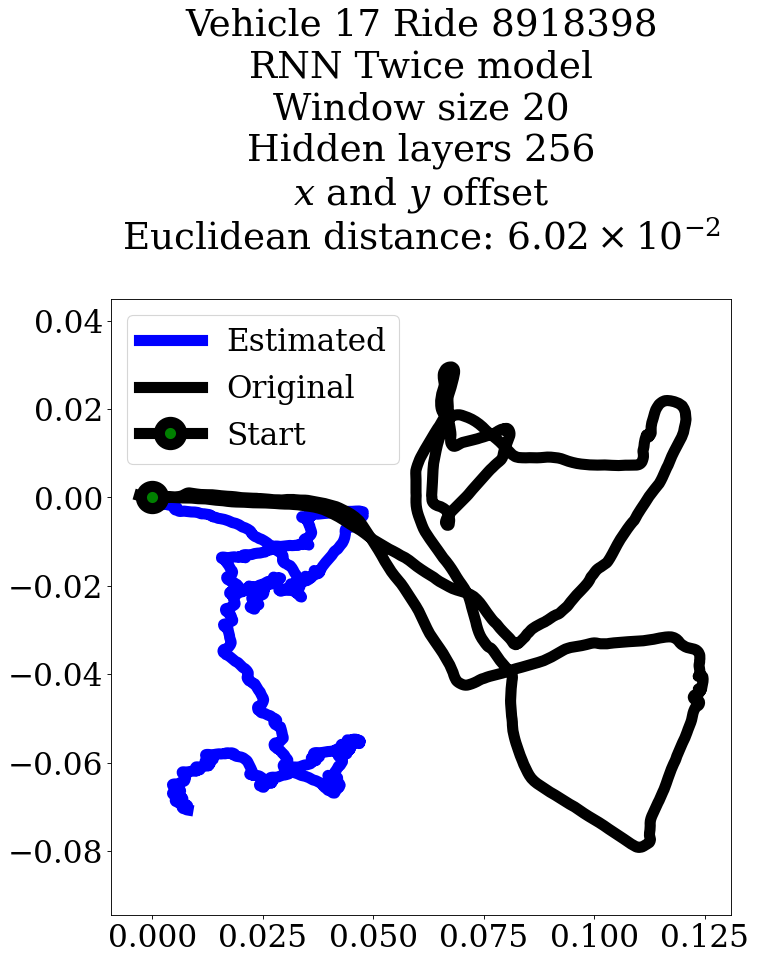 Vehicle 17 Ride 8918398
RNN Twice model
Window size 20
Hidden layers 256
x and y offset
Euclidean distance: 6.02 × 10⁻²
Estimated
Original
Start
0.04
0.02
0.00
−0.02
−0.04
−0.06
−0.08
0.000 0.025 0.050 0.075 0.100 0.125